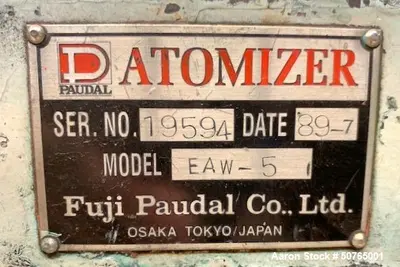 PAUDAL
ATOMIZER
SER. NO. 19594 DATE 89-7
MODEL EAW-5
Fuji Paudal Co., Ltd.
OSAKA TOKYO/JAPAN
Aaron Stock # 50765001